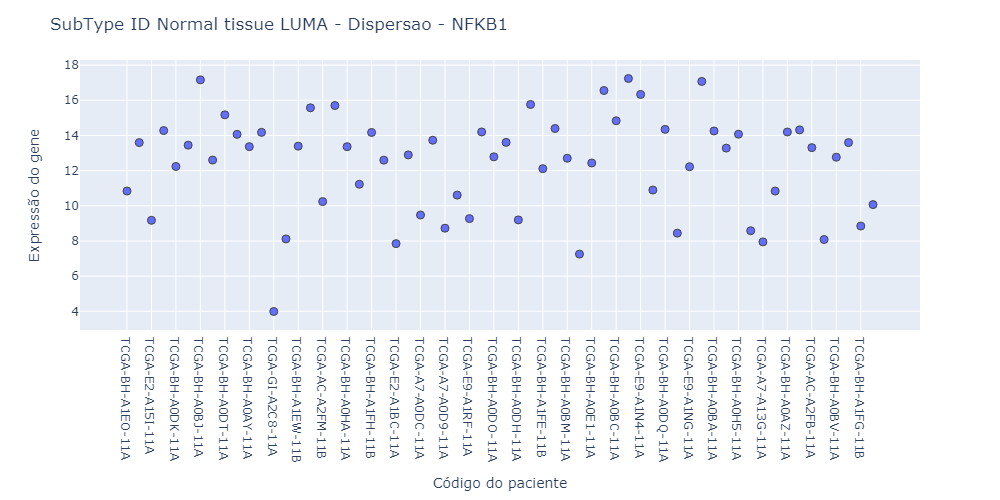 SubType ID Normal tissue LUMA - Dispersao - NFKB1
Expressão do gene
18
16
14
12
10
8
6
4
TCGA-BH-A1EO-11A
TCGA-E2-A15I-11A
TCGA-BH-A0DK-11A
TCGA-BH-A0BJ-11A
TCGA-BH-A0DT-11A
TCGA-BH-A0AY-11A
TCGA-GI-A2C8-11A
TCGA-BH-A1EW-11B
TCGA-AC-A2FM-11B
TCGA-BH-A0HA-11A
TCGA-BH-A1FH-11B
TCGA-E2-A1BC-11A
TCGA-A7-A0DC-11A
TCGA-A7-A0D9-11A
TCGA-E9-A1RF-11A
TCGA-BH-A0DO-11A
TCGA-BH-A0DH-11A
TCGA-BH-A1FE-11B
TCGA-BH-A0BM-11A
TCGA-BH-A0E1-11A
TCGA-BH-A0BC-11A
TCGA-E9-A1N4-11A
TCGA-BH-A0DQ-11A
TCGA-E9-A1NG-11A
TCGA-BH-A0BA-11A
TCGA-BH-A0H5-11A
TCGA-A7-A13G-11A
TCGA-BH-A0AZ-11A
TCGA-AC-A2FB-11A
TCGA-BH-A0BV-11A
TCGA-BH-A1FG-11B
Código do paciente